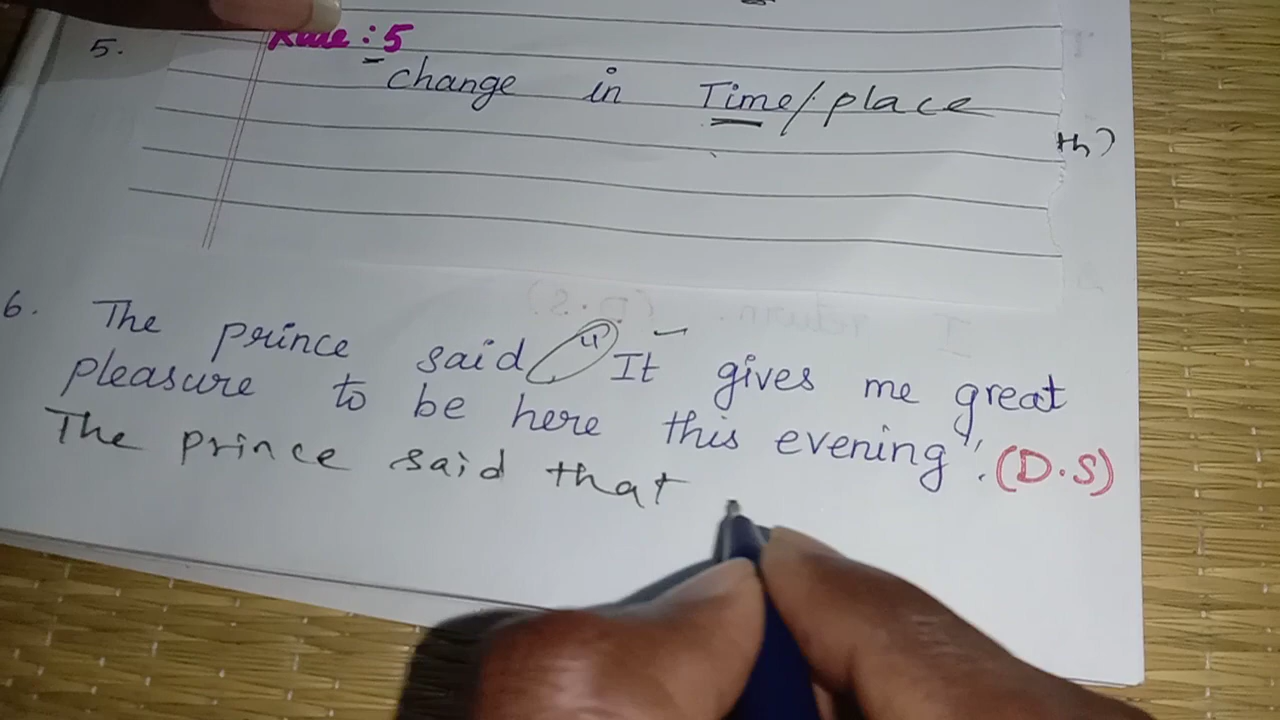 5. Rule : 5
change in Time/place
th
6. The prince said " It gives me great
pleasure to be here this evening". (D.S)
The prince said that